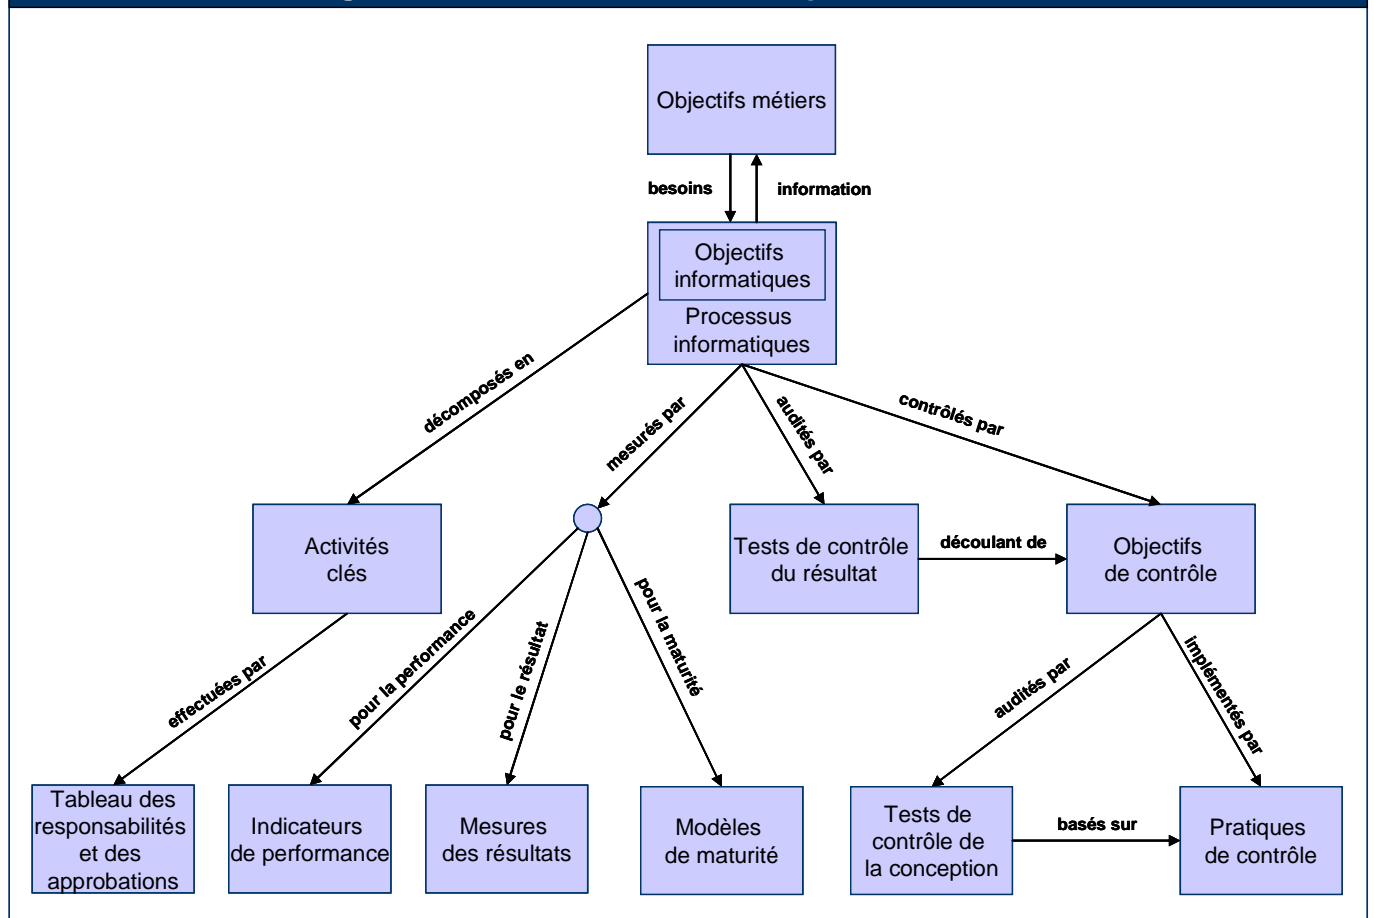 Objectifs métiers
besoins
information
Objectifs
informatiques
Processus
informatiques
décomposés en
mesurés par
audités par
contrôlés par
Activités
clés
Tests de contrôle
du résultat
découlant de
Objectifs
de contrôle
effectuées par
pour la performance
pour le résultat
pour la maturité
audités par
implémentés par
Tableau des
responsabilités
et des
approbations
Indicateurs
de performance
Mesures
des résultats
Modèles
de maturité
Tests de
contrôle de
la conception
basés sur
Pratiques
de contrôle